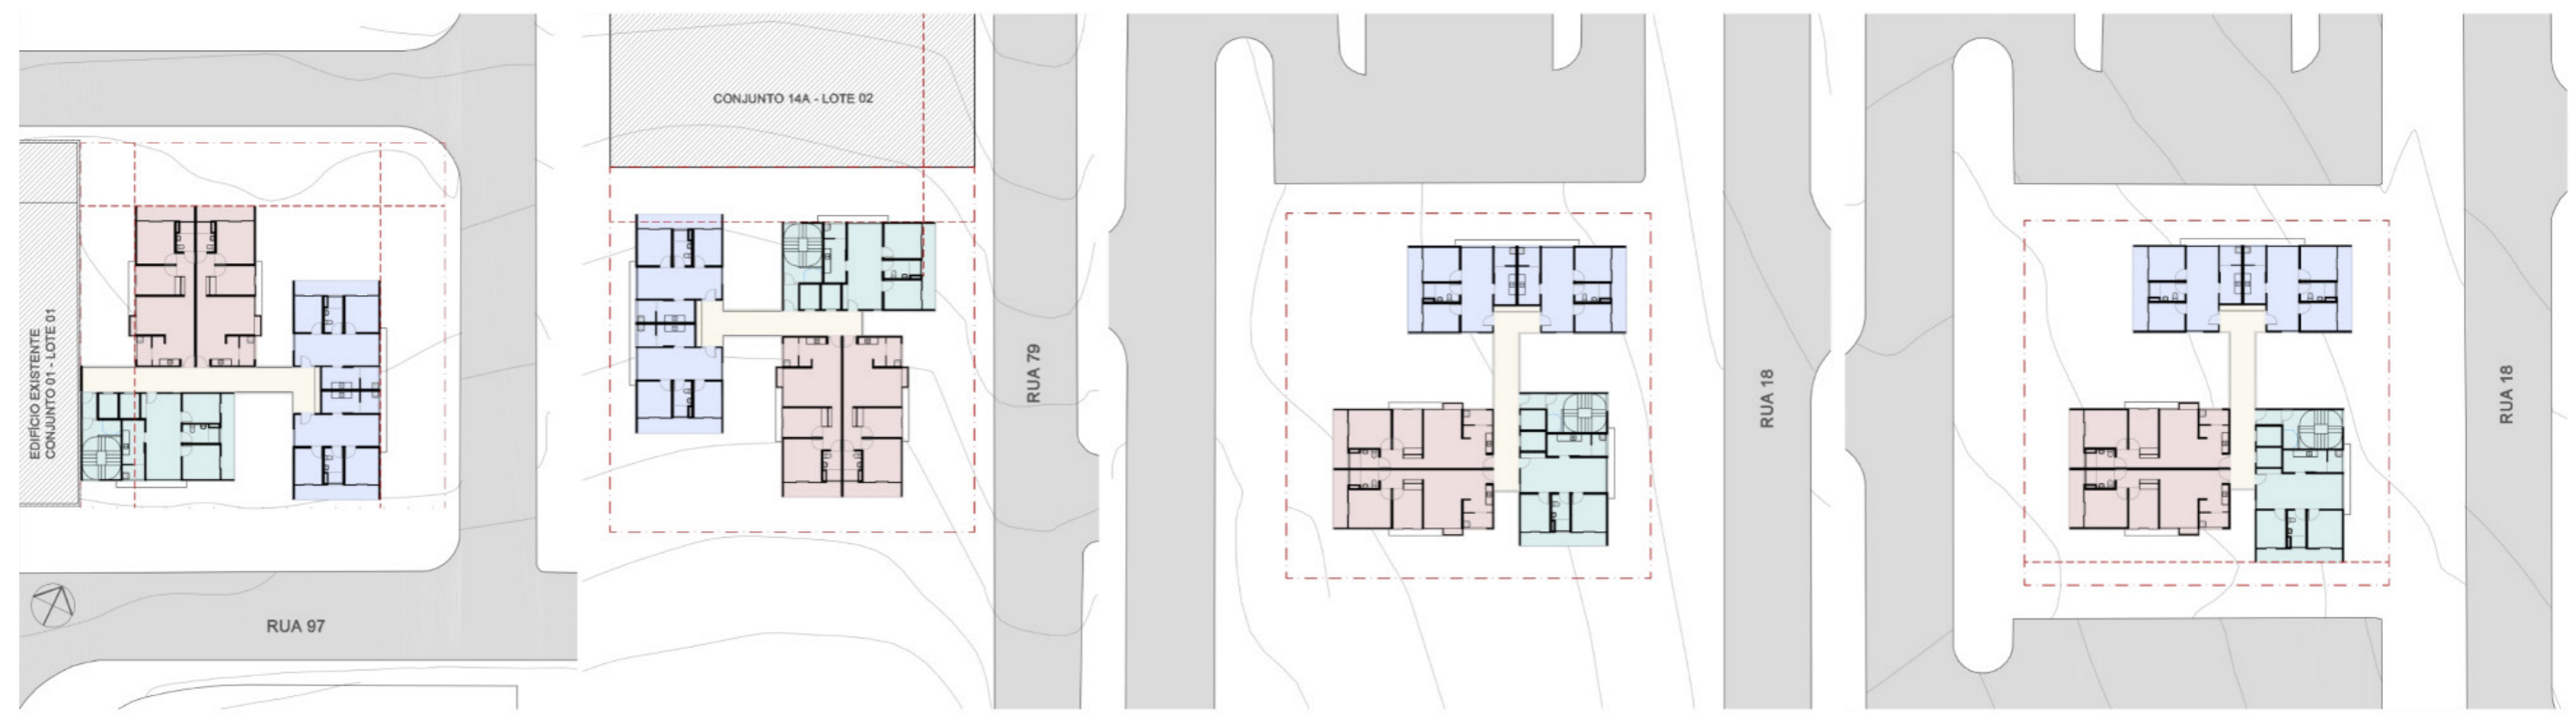 EDIFÍCIO EXISTENTE
CONJUNTO 01 - LOTE 01
RUA 97
CONJUNTO 14A - LOTE 02
RUA 79
RUA 18
RUA 18